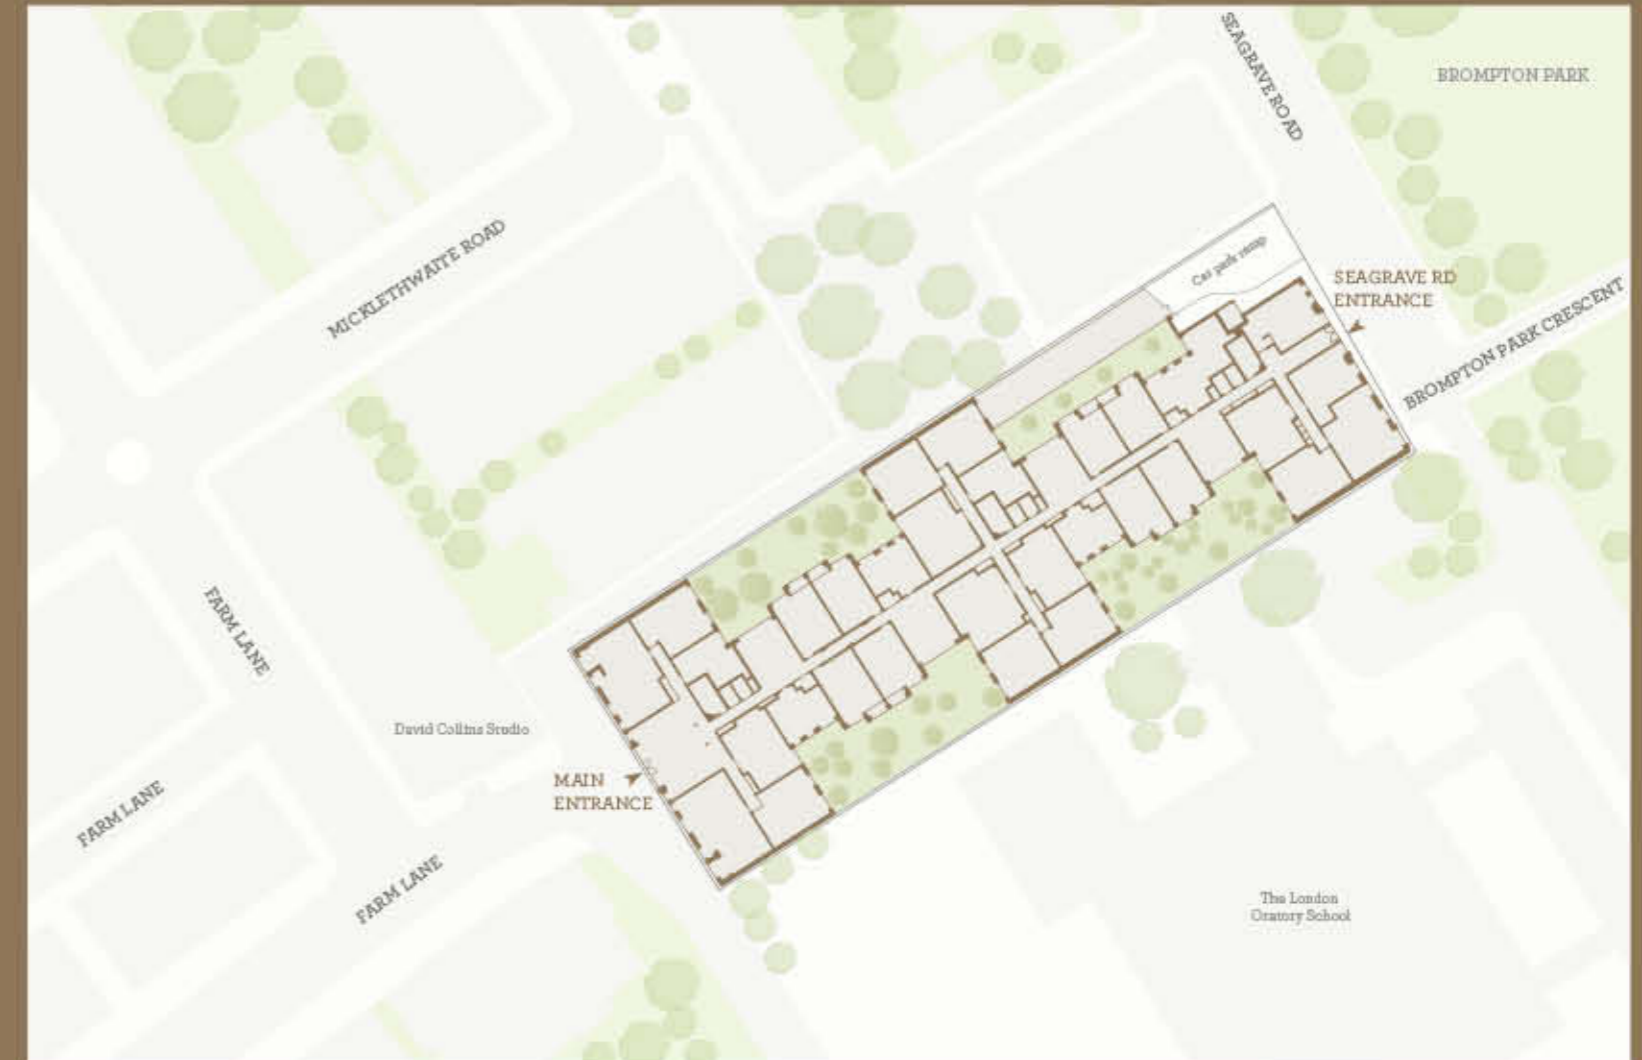 SEAGRAVE ROAD
BROMPTON PARK
MICKLETHWAITE ROAD
Car park ramp
SEAGRAVE RD
ENTRANCE
BROMPTON PARK CRESCENT
FARM LANE
David Collins Studio
MAIN
ENTRANCE
FARM LANE
FARM LANE
The London
Oratory School